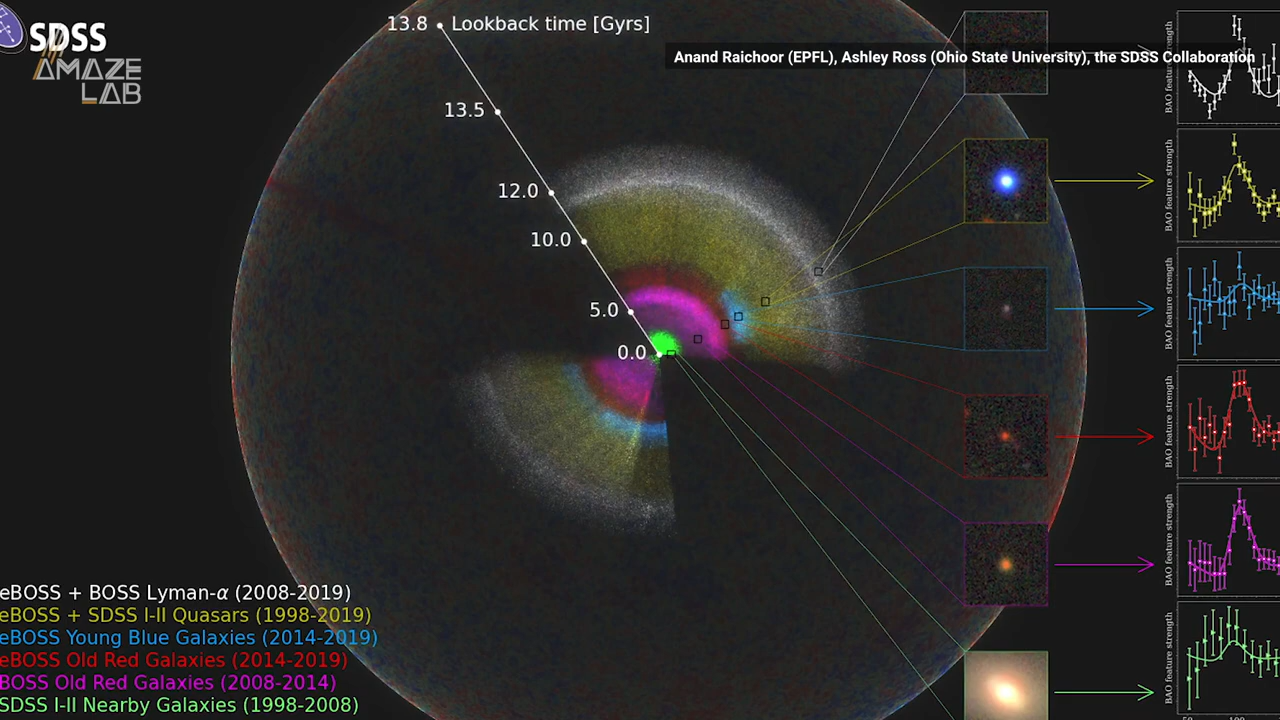 SDSS
AMAZE
LAB
13.8
Lookback time [Gyrs]
13.5
12.0
10.0
5.0
0.0
Anand Raichoor (EPFL), Ashley Ross (Ohio State University), the SDSS Collaboration
BAO feature strength
BAO feature strength
BAO feature strength
BAO feature strength
BAO feature strength
BAO feature strength
eBOSS + BOSS Lyman-α (2008-2019)
eBOSS + SDSS I-II Quasars (1998-2019)
eBOSS Young Blue Galaxies (2014-2019)
eBOSS Old Red Galaxies (2014-2019)
BOSS Old Red Galaxies (2008-2014)
SDSS I-II Nearby Galaxies (1998-2008)